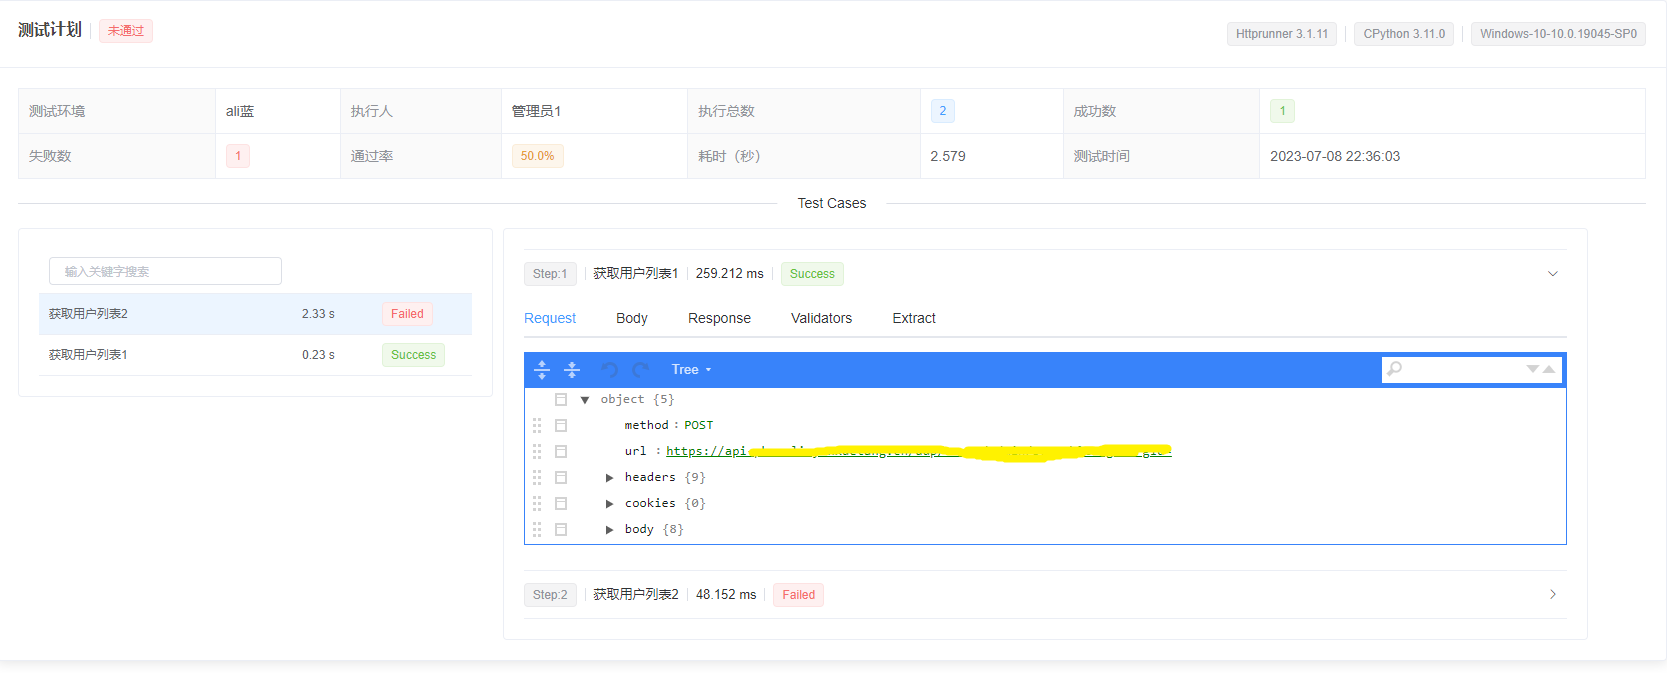 测试计划 未通过 Httprunner 3.1.11 CPython 3.11.0 Windows-10-10.0.19045-SP0
测试环境 ali蓝 执行人 管理员1 执行总数 2 成功数 1
失败数 1 通过率 50.0% 耗时（秒） 2.579 测试时间 2023-07-08 22:36:03
Test Cases
输入关键字搜索
获取用户列表2 2.33 s Failed
获取用户列表1 0.23 s Success
Step:1 获取用户列表1 259.212 ms Success
Request Body Response Validators Extract
Tree
object {5}
method : POST
url : https://api
headers {9}
cookies {0}
body {8}
Step:2 获取用户列表2 48.152 ms Failed